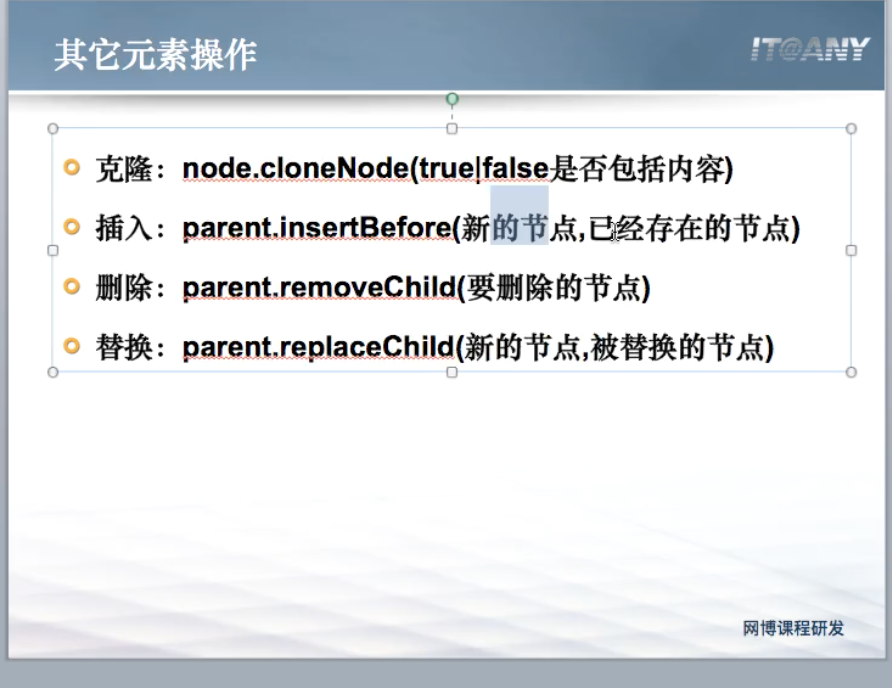 其它元素操作
IT@ANY
克隆：node.cloneNode(true|false是否包括内容)
插入：parent.insertBefore(新的节点,已经存在的节点)
删除：parent.removeChild(要删除的节点)
替换：parent.replaceChild(新的节点,被替换的节点)
网博课程研发